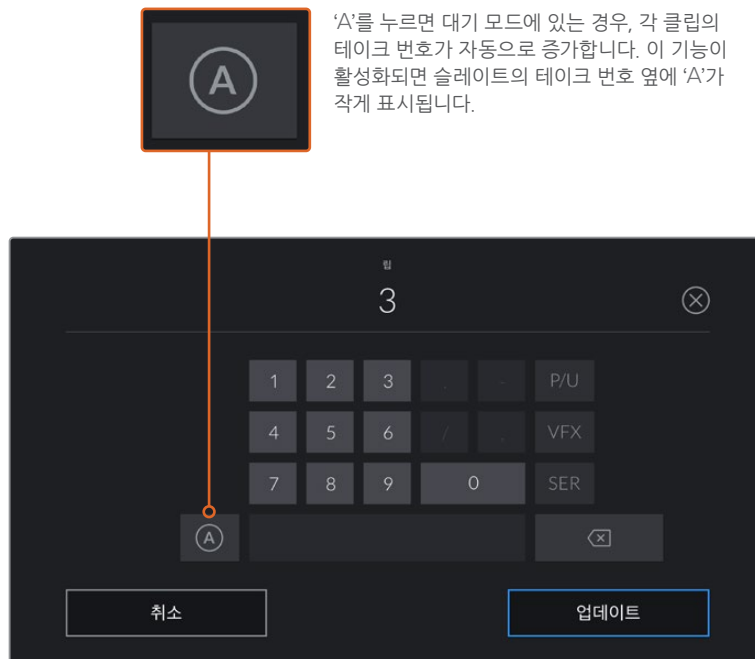 A
‘A’를 누르면 대기 모드에 있는 경우, 각 클립의
테이크 번호가 자동으로 증가합니다. 이 기능이
활성화되면 슬레이트의 테이크 번호 옆에 ‘A’가
작게 표시됩니다.
릴
3
1 2 3 . - P/U
4 5 6 / , VFX
7 8 9 0 SER
A
취소 업데이트